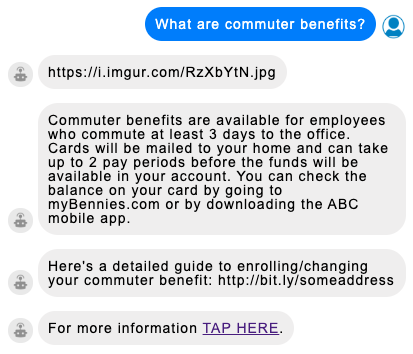 What are commuter benefits?
https://i.imgur.com/RzXbYtN.jpg
Commuter benefits are available for employees
who commute at least 3 days to the office.
Cards will be mailed to your home and can take
up to 2 pay periods before the funds will be
available in your account. You can check the
balance on your card by going to
myBennies.com or by downloading the ABC
mobile app.
Here's a detailed guide to enrolling/changing
your commuter benefit: http://bit.ly/someaddress
For more information TAP HERE.